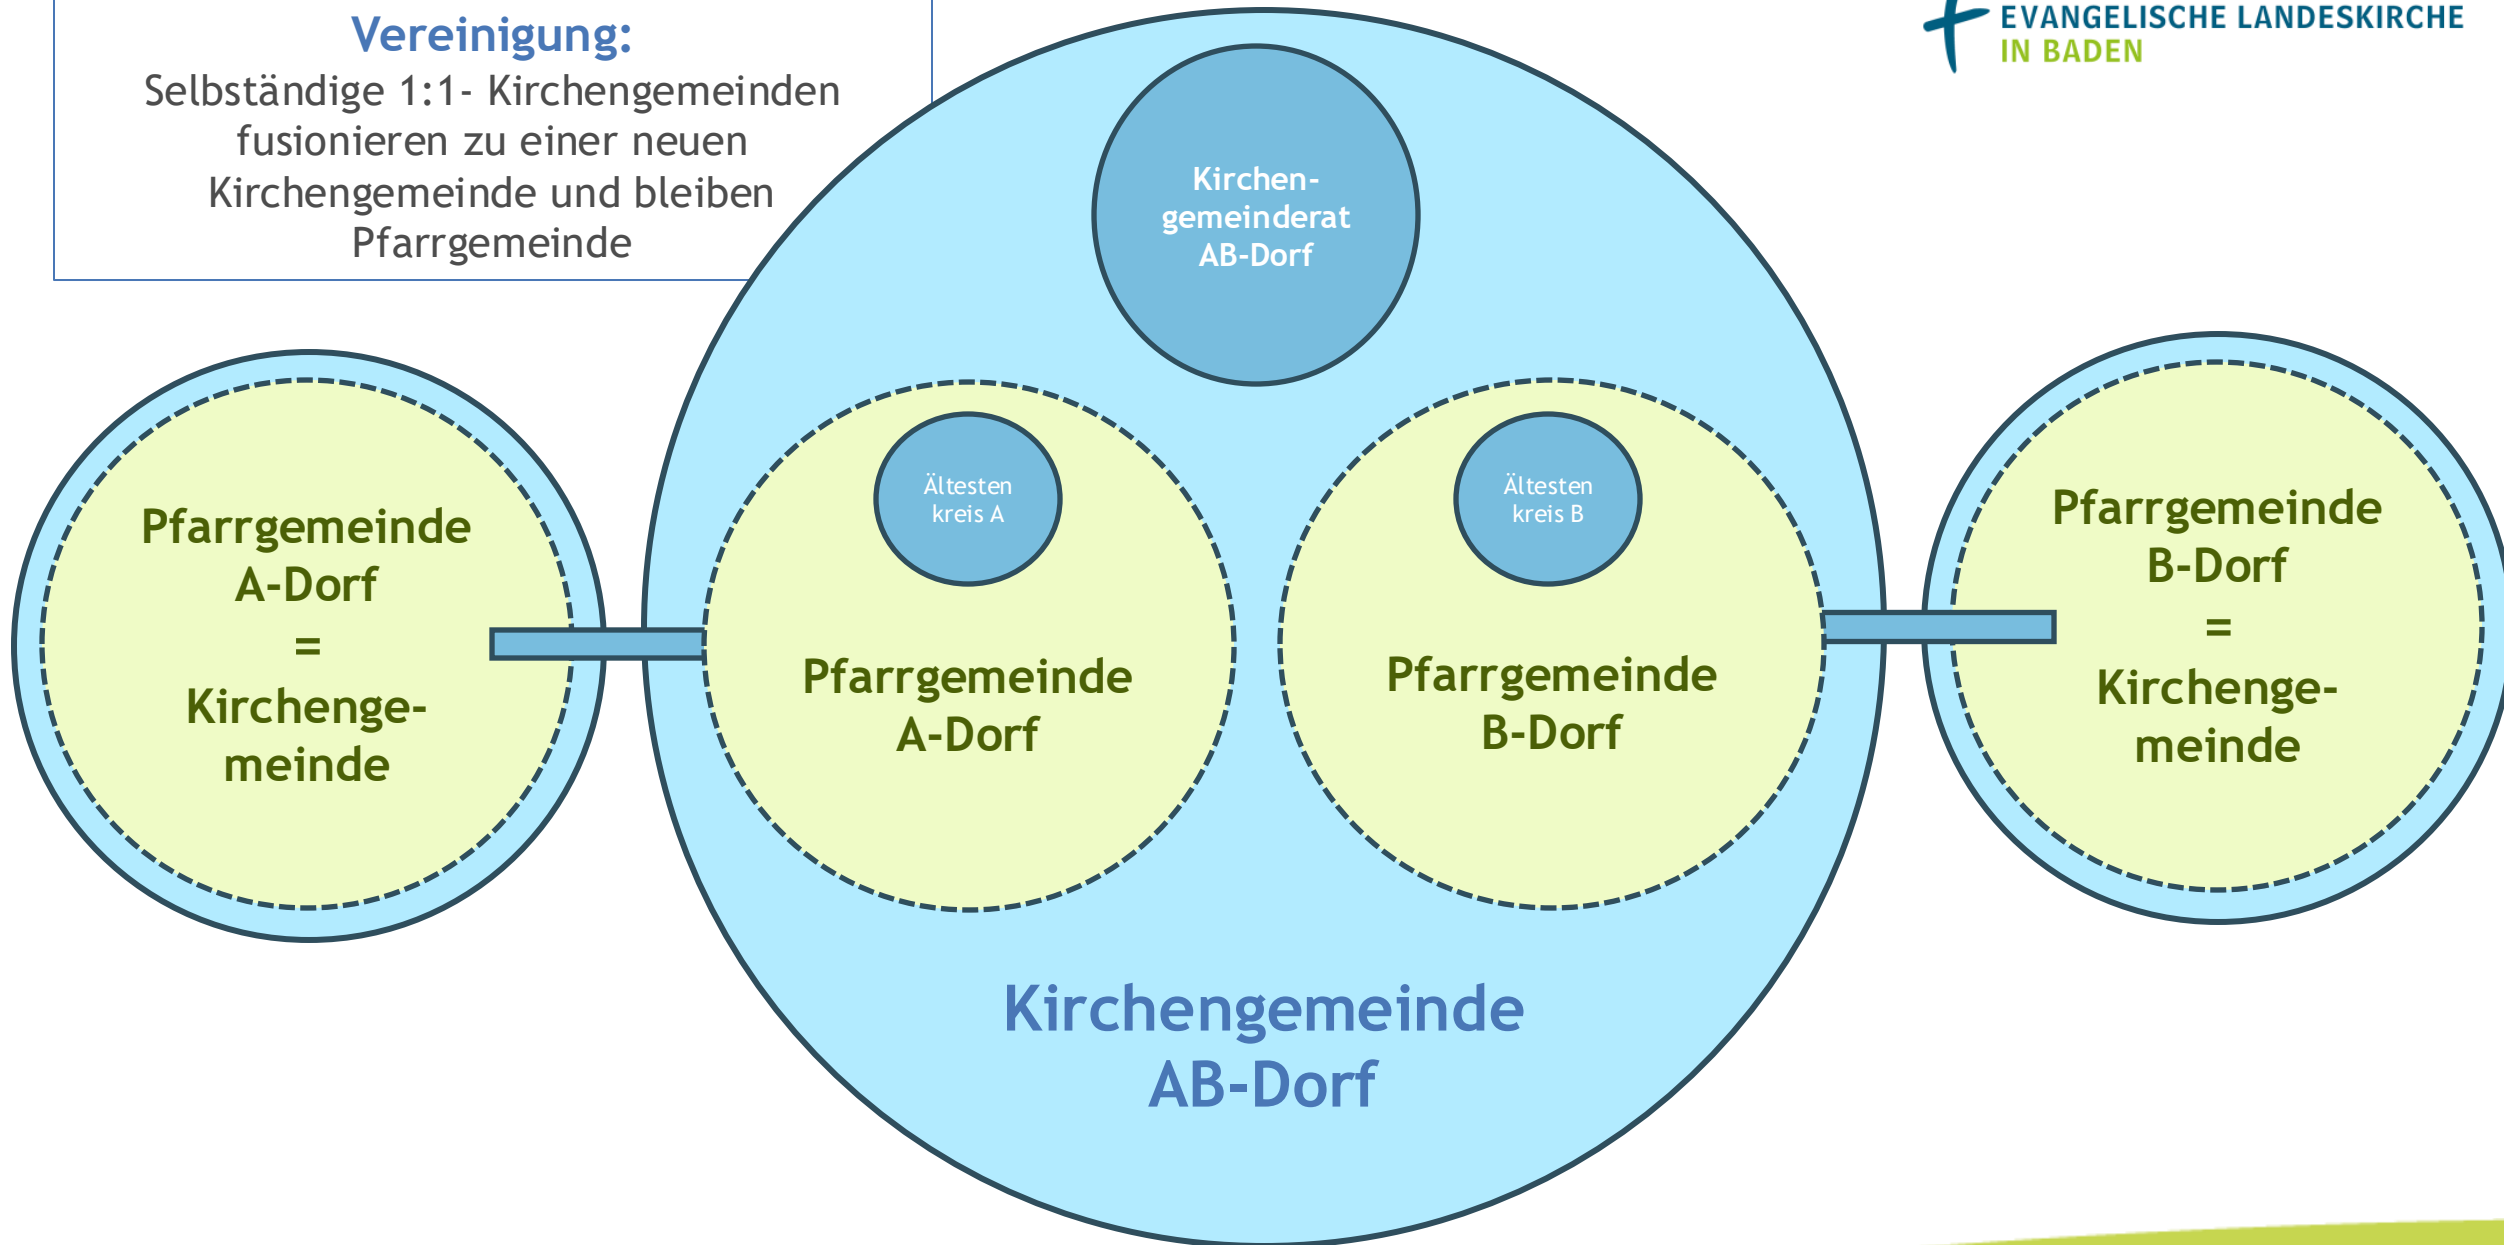 Vereinigung:
Selbständige 1:1- Kirchengemeinden
fusionieren zu einer neuen
Kirchengemeinde und bleiben
Pfarrgemeinde
EVANGELISCHE LANDESKIRCHE
IN BADEN
Kirchen-
gemeinderat
AB-Dorf
Pfarrgemeinde
A-Dorf
=
Kirchenge-
meinde
Ältesten
kreis A
Pfarrgemeinde
A-Dorf
Ältesten
kreis B
Pfarrgemeinde
B-Dorf
Pfarrgemeinde
B-Dorf
=
Kirchenge-
meinde
Kirchengemeinde
AB-Dorf